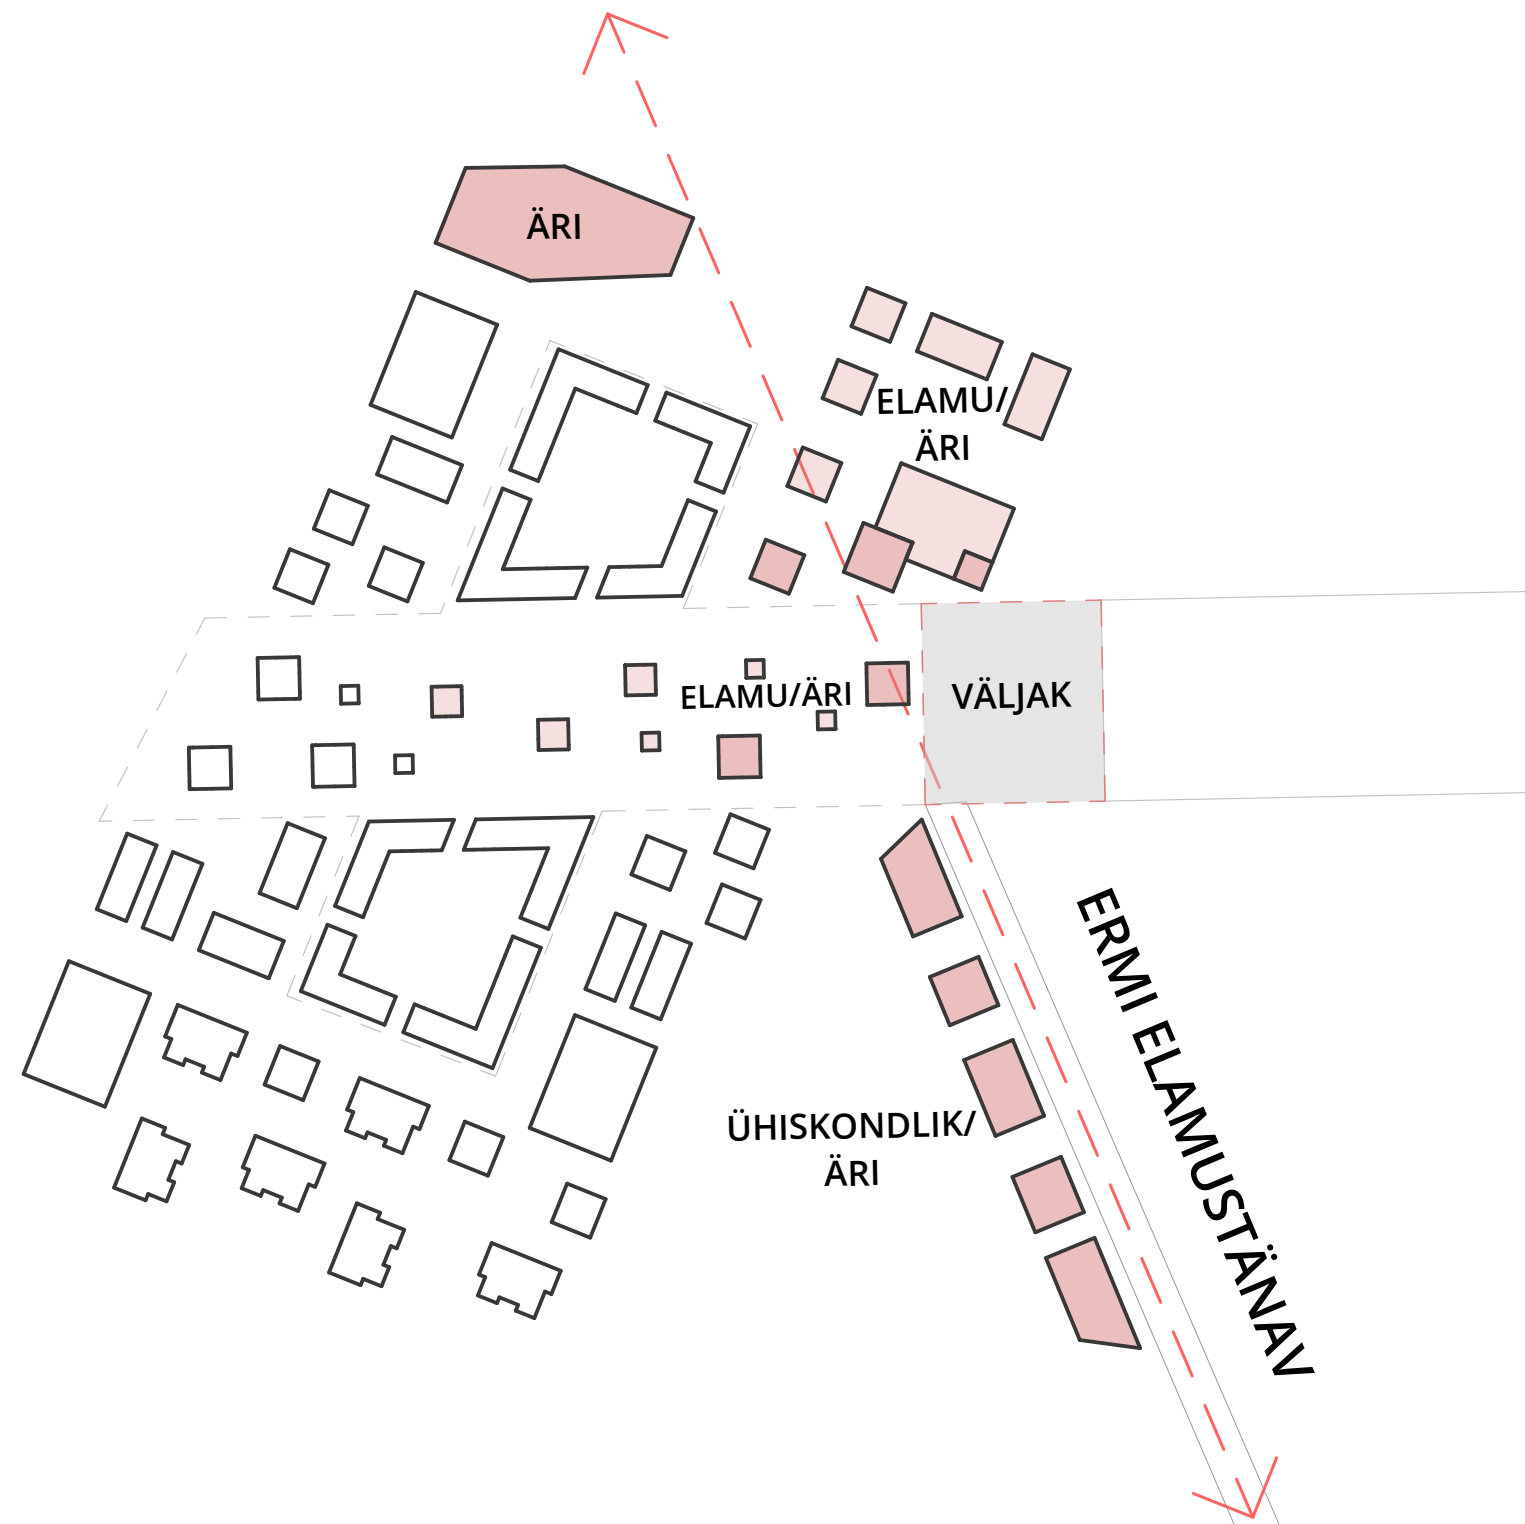 ÄRI
ELAMU/
ÄRI
ELAMU/ÄRI
VÄLJAK
ERMI ELAMUSTÄNAV
ÜHISKONDLIK/
ÄRI